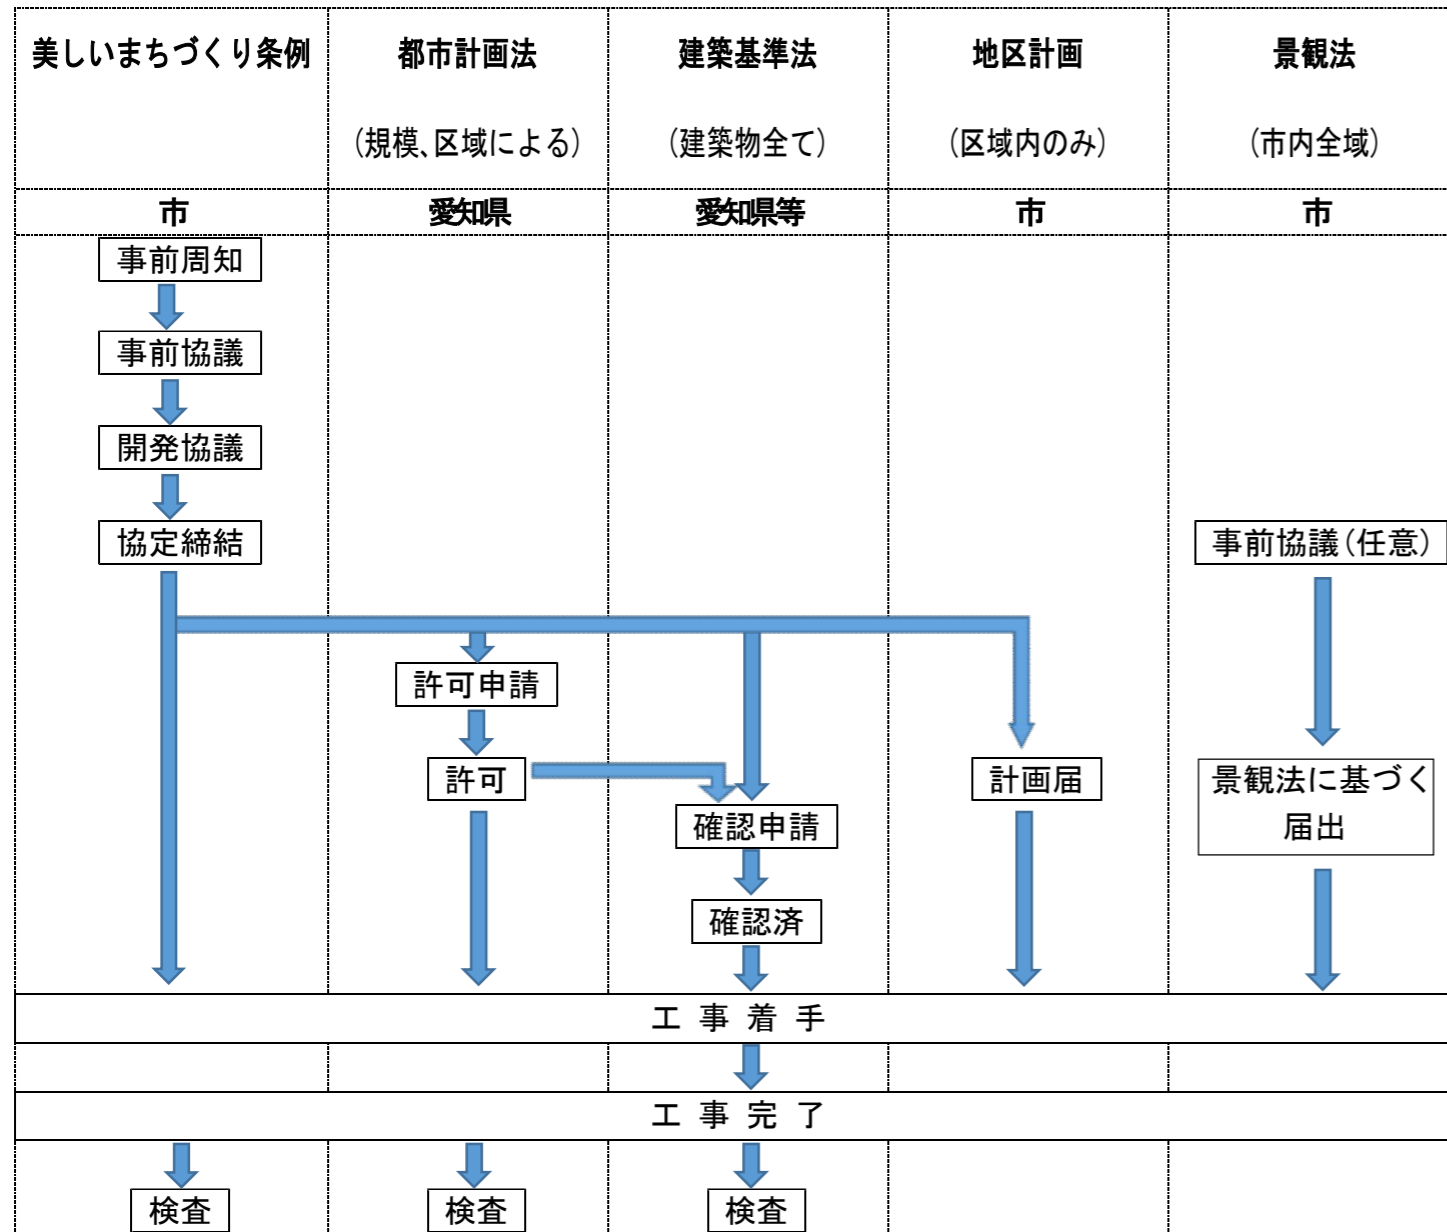 美しいまちづくり条例
都市計画法
建築基準法
地区計画
景観法
(規模、区域による)
(建築物全て)
(区域内のみ)
(市内全域)
市
愛知県
愛知県等
市
市
事前周知
事前協議
開発協議
協定締結
事前協議(任意)
許可申請
許可
計画届
景観法に基づく
届出
確認申請
確認済
工事着手
工事完了
検査
検査
検査